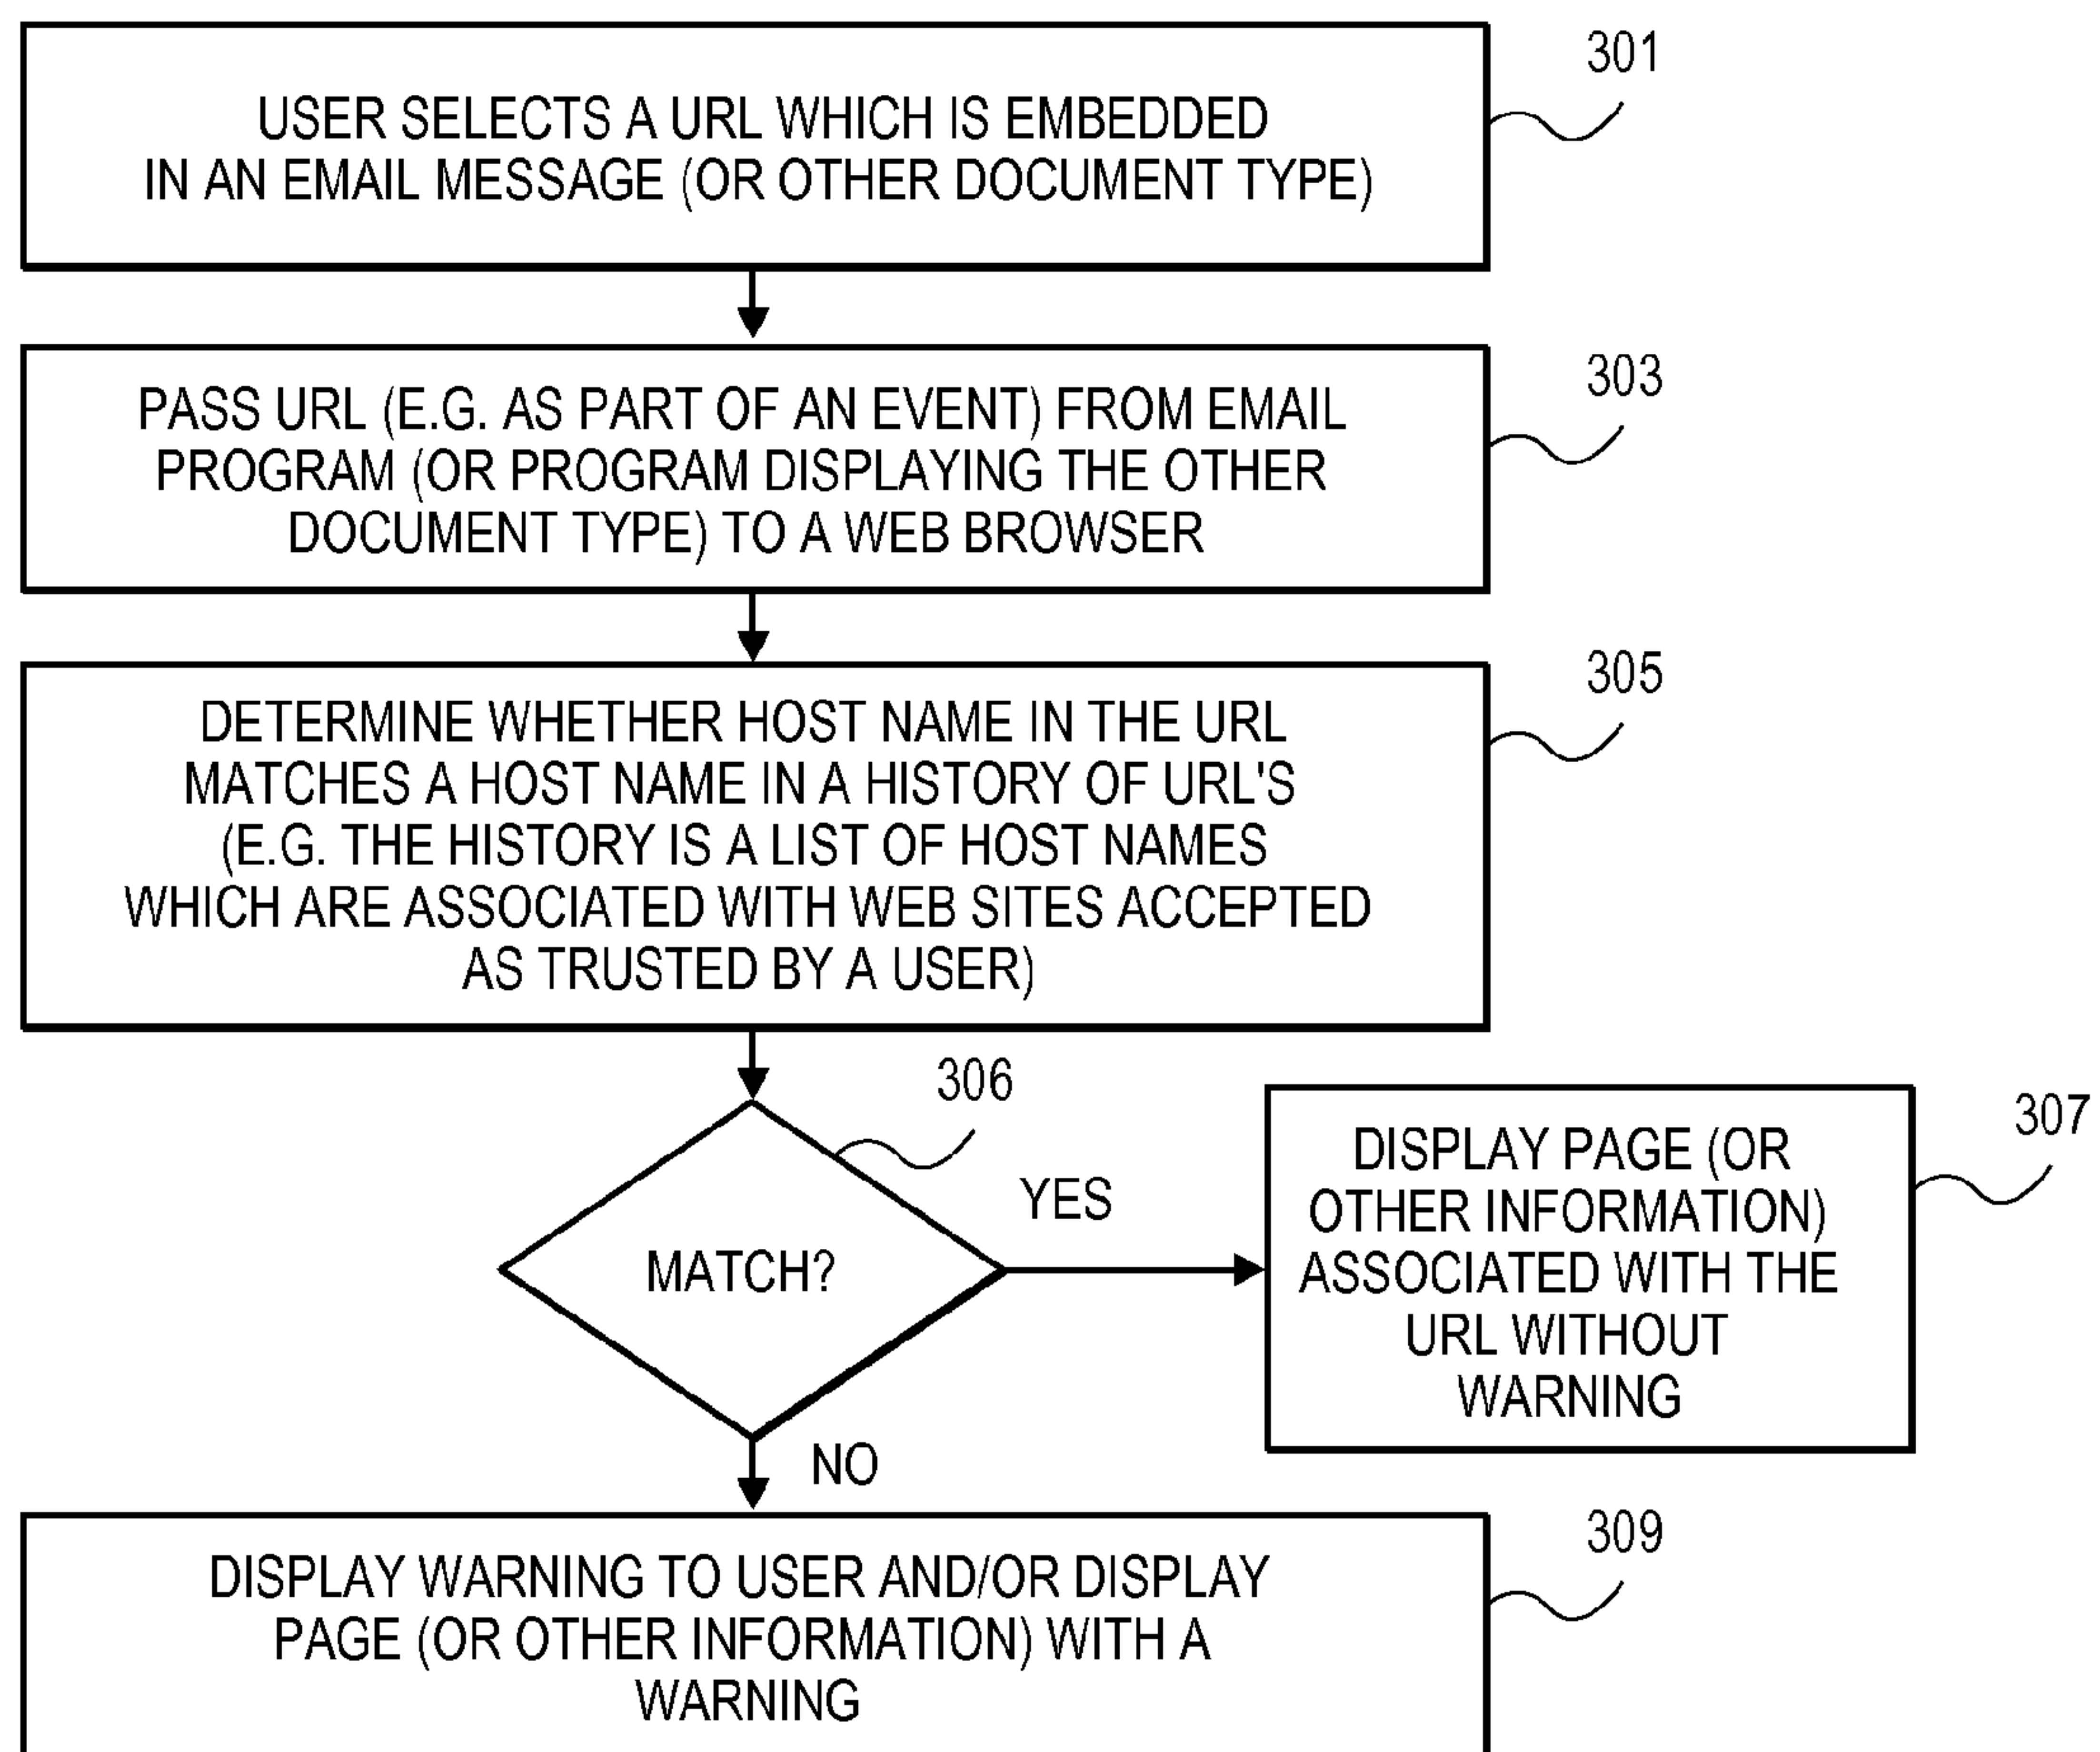 301
USER SELECTS A URL WHICH IS EMBEDDED
IN AN EMAIL MESSAGE (OR OTHER DOCUMENT TYPE)
303
PASS URL (E.G. AS PART OF AN EVENT) FROM EMAIL
PROGRAM (OR PROGRAM DISPLAYING THE OTHER
DOCUMENT TYPE) TO A WEB BROWSER
305
DETERMINE WHETHER HOST NAME IN THE URL
MATCHES A HOST NAME IN A HISTORY OF URL'S
(E.G. THE HISTORY IS A LIST OF HOST NAMES
WHICH ARE ASSOCIATED WITH WEB SITES ACCEPTED
AS TRUSTED BY A USER)
306
MATCH?
YES
307
DISPLAY PAGE (OR
OTHER INFORMATION)
ASSOCIATED WITH THE
URL WITHOUT
WARNING
NO
309
DISPLAY WARNING TO USER AND/OR DISPLAY
PAGE (OR OTHER INFORMATION) WITH A
WARNING